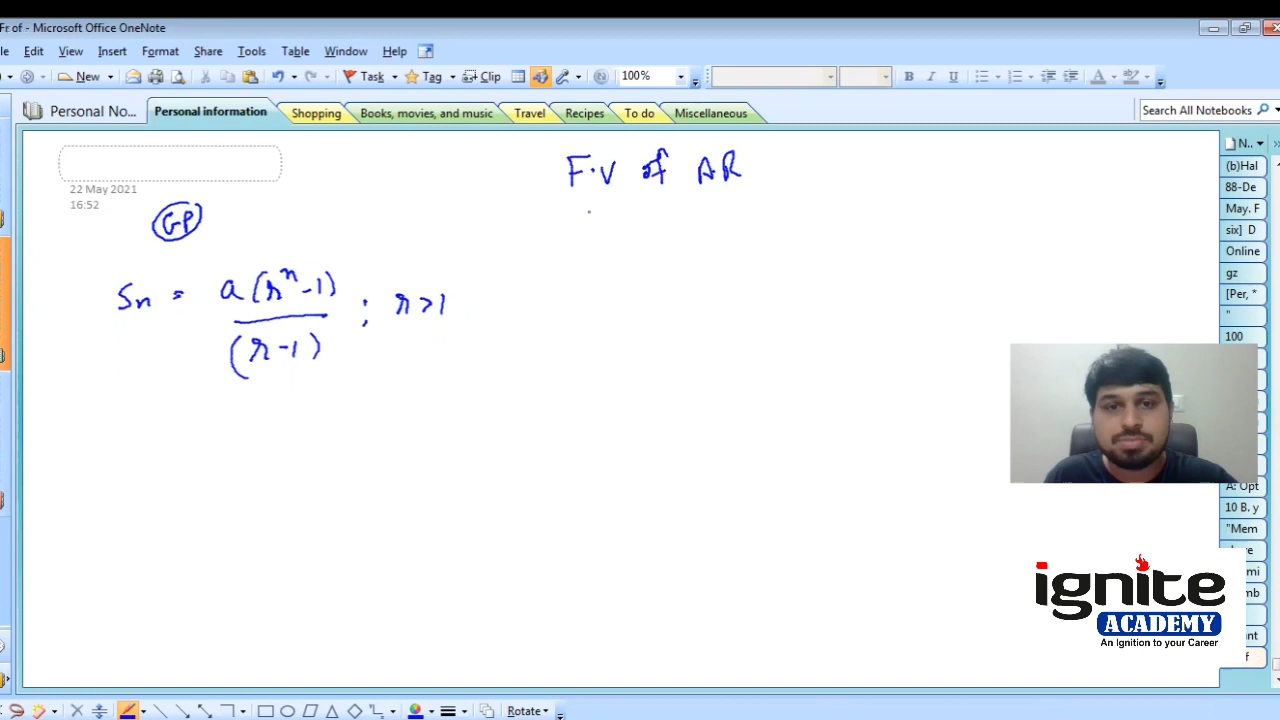 Fr of - Microsoft Office OneNote
Edit View Insert Format Share Tools Table Window Help
New Task Tag Clip 100% B I U A
Personal No... Personal information Shopping Books, movies, and music Travel Recipes To do Miscellaneous Search All Notebooks
F.V of AR
22 May 2021
16:52
GP
Sn = a(r^n - 1) / (r - 1) ; r > 1
N..
(b)Hal
88-De
May. F
six] D
Online
gz
[Per, *
"
100
A: Opt
10 B. y
"Mem
mi
mb
nt
f
ignite
ACADEMY
An Ignition to your Career
Rotate